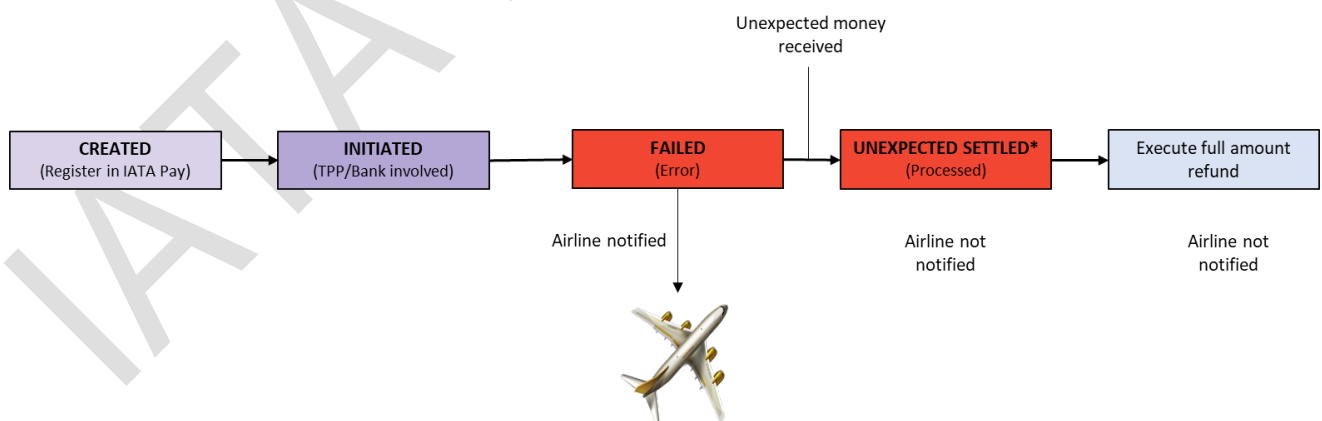 IATA
Unexpected money
received
CREATED
(Register in IATA Pay)
INITIATED
(TPP/Bank involved)
FAILED
(Error)
UNEXPECTED SETTLED*
(Processed)
Execute full amount
refund
Airline notified
Airline not
notified
Airline not
notified